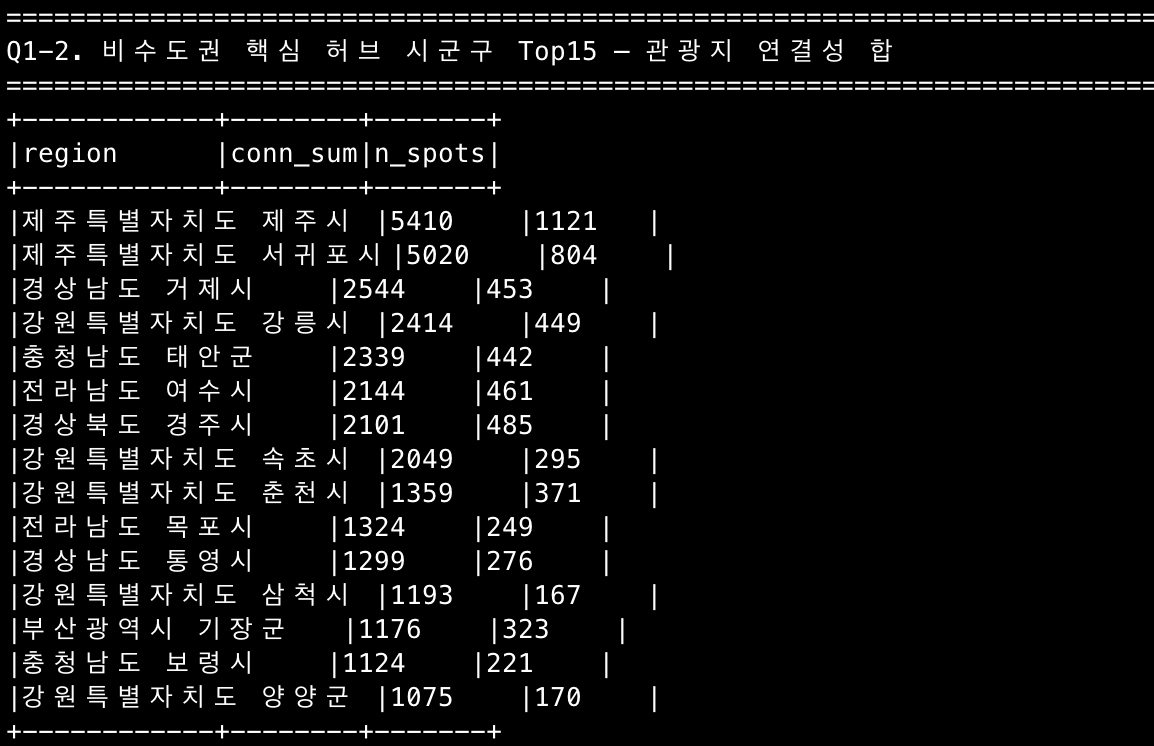 ================================================================================
Q1-2. 비수도권 핵심 허브 시군구 Top15 — 관광지 연결성 합
================================================================================
+------------+--------+-------+
|region      |conn_sum|n_spots|
+------------+--------+-------+
|제주특별자치도 제주시 |5410    |1121   |
|제주특별자치도 서귀포시|5020    |804    |
|경상남도 거제시    |2544    |453    |
|강원특별자치도 강릉시 |2414    |449    |
|충청남도 태안군    |2339    |442    |
|전라남도 여수시    |2144    |461    |
|경상북도 경주시    |2101    |485    |
|강원특별자치도 속초시 |2049    |295    |
|강원특별자치도 춘천시 |1359    |371    |
|전라남도 목포시    |1324    |249    |
|경상남도 통영시    |1299    |276    |
|강원특별자치도 삼척시 |1193    |167    |
|부산광역시 기장군   |1176    |323    |
|충청남도 보령시    |1124    |221    |
|강원특별자치도 양양군 |1075    |170    |
+------------+--------+-------+